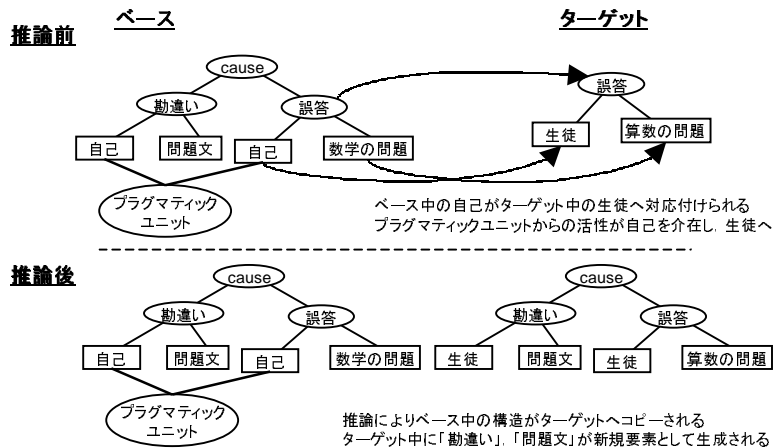 ベース
ターゲット
推論前
cause
勘違い
誤答
自己
問題文
自己
数学の問題
プラグマティック
ユニット
誤答
生徒
算数の問題
ベース中の自己がターゲット中の生徒へ対応付けられる
プラグマティックユニットからの活性が自己を介在し，生徒へ
推論後
cause
勘違い
誤答
自己
問題文
自己
数学の問題
プラグマティック
ユニット
cause
勘違い
誤答
生徒
問題文
生徒
算数の問題
推論によりベース中の構造がターゲットへコピーされる
ターゲット中に「勘違い」，「問題文」が新規要素として生成される